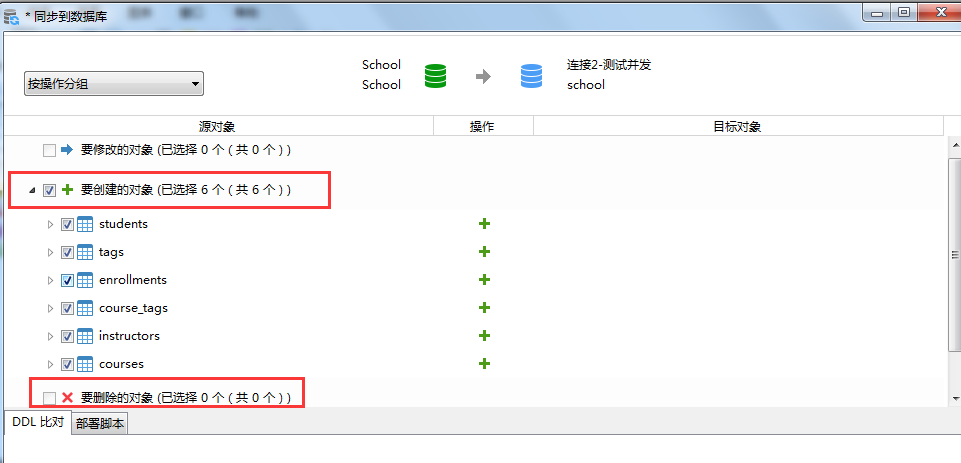 * 同步到数据库
School
连接2-测试并发
按操作分组
School
school
源对象
操作
目标对象
要修改的对象 (已选择 0 个 ( 共 0 个 ) )
要创建的对象 (已选择 6 个 ( 共 6 个 ) )
students
tags
enrollments
course_tags
instructors
courses
要删除的对象 (已选择 0 个 ( 共 0 个 ) )
DDL 比对
部署脚本